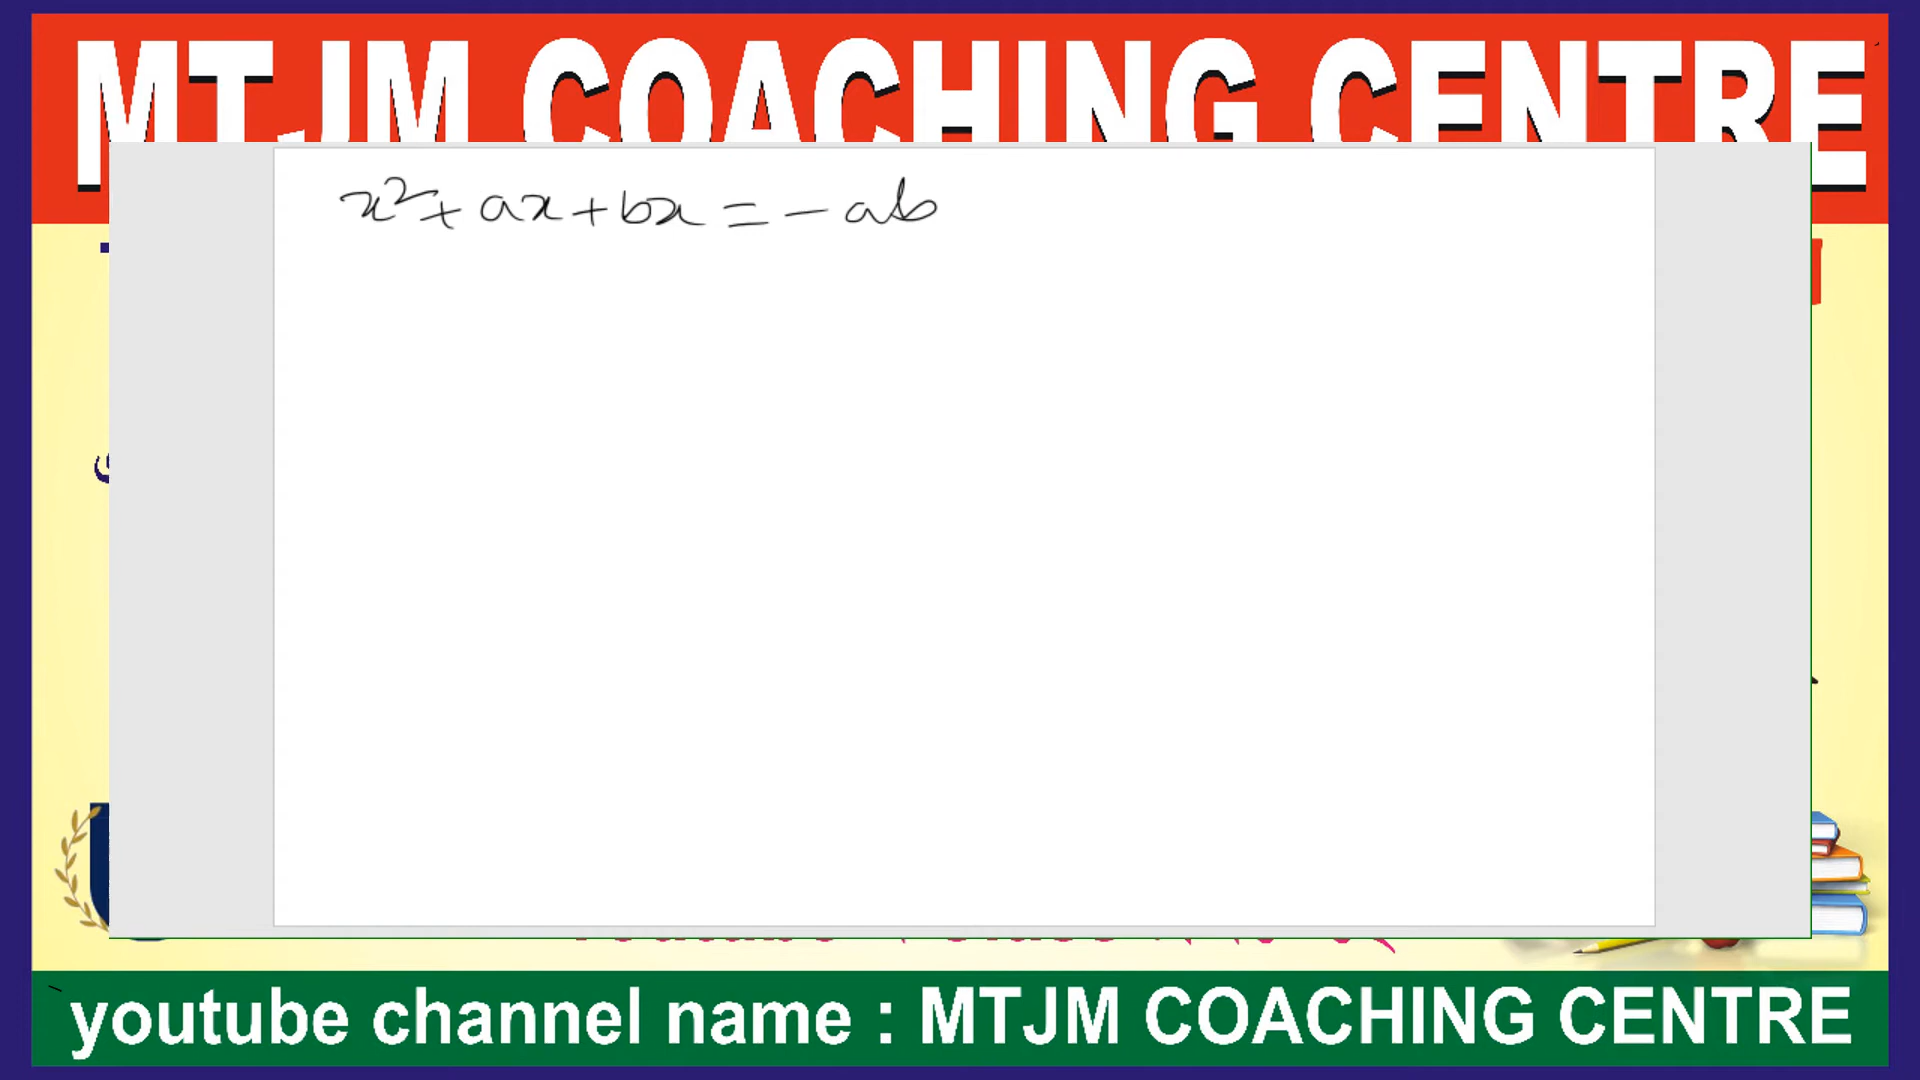 MTJM COACHING CENTRE
x²+ ax + bx = - ab
youtube channel name : MTJM COACHING CENTRE